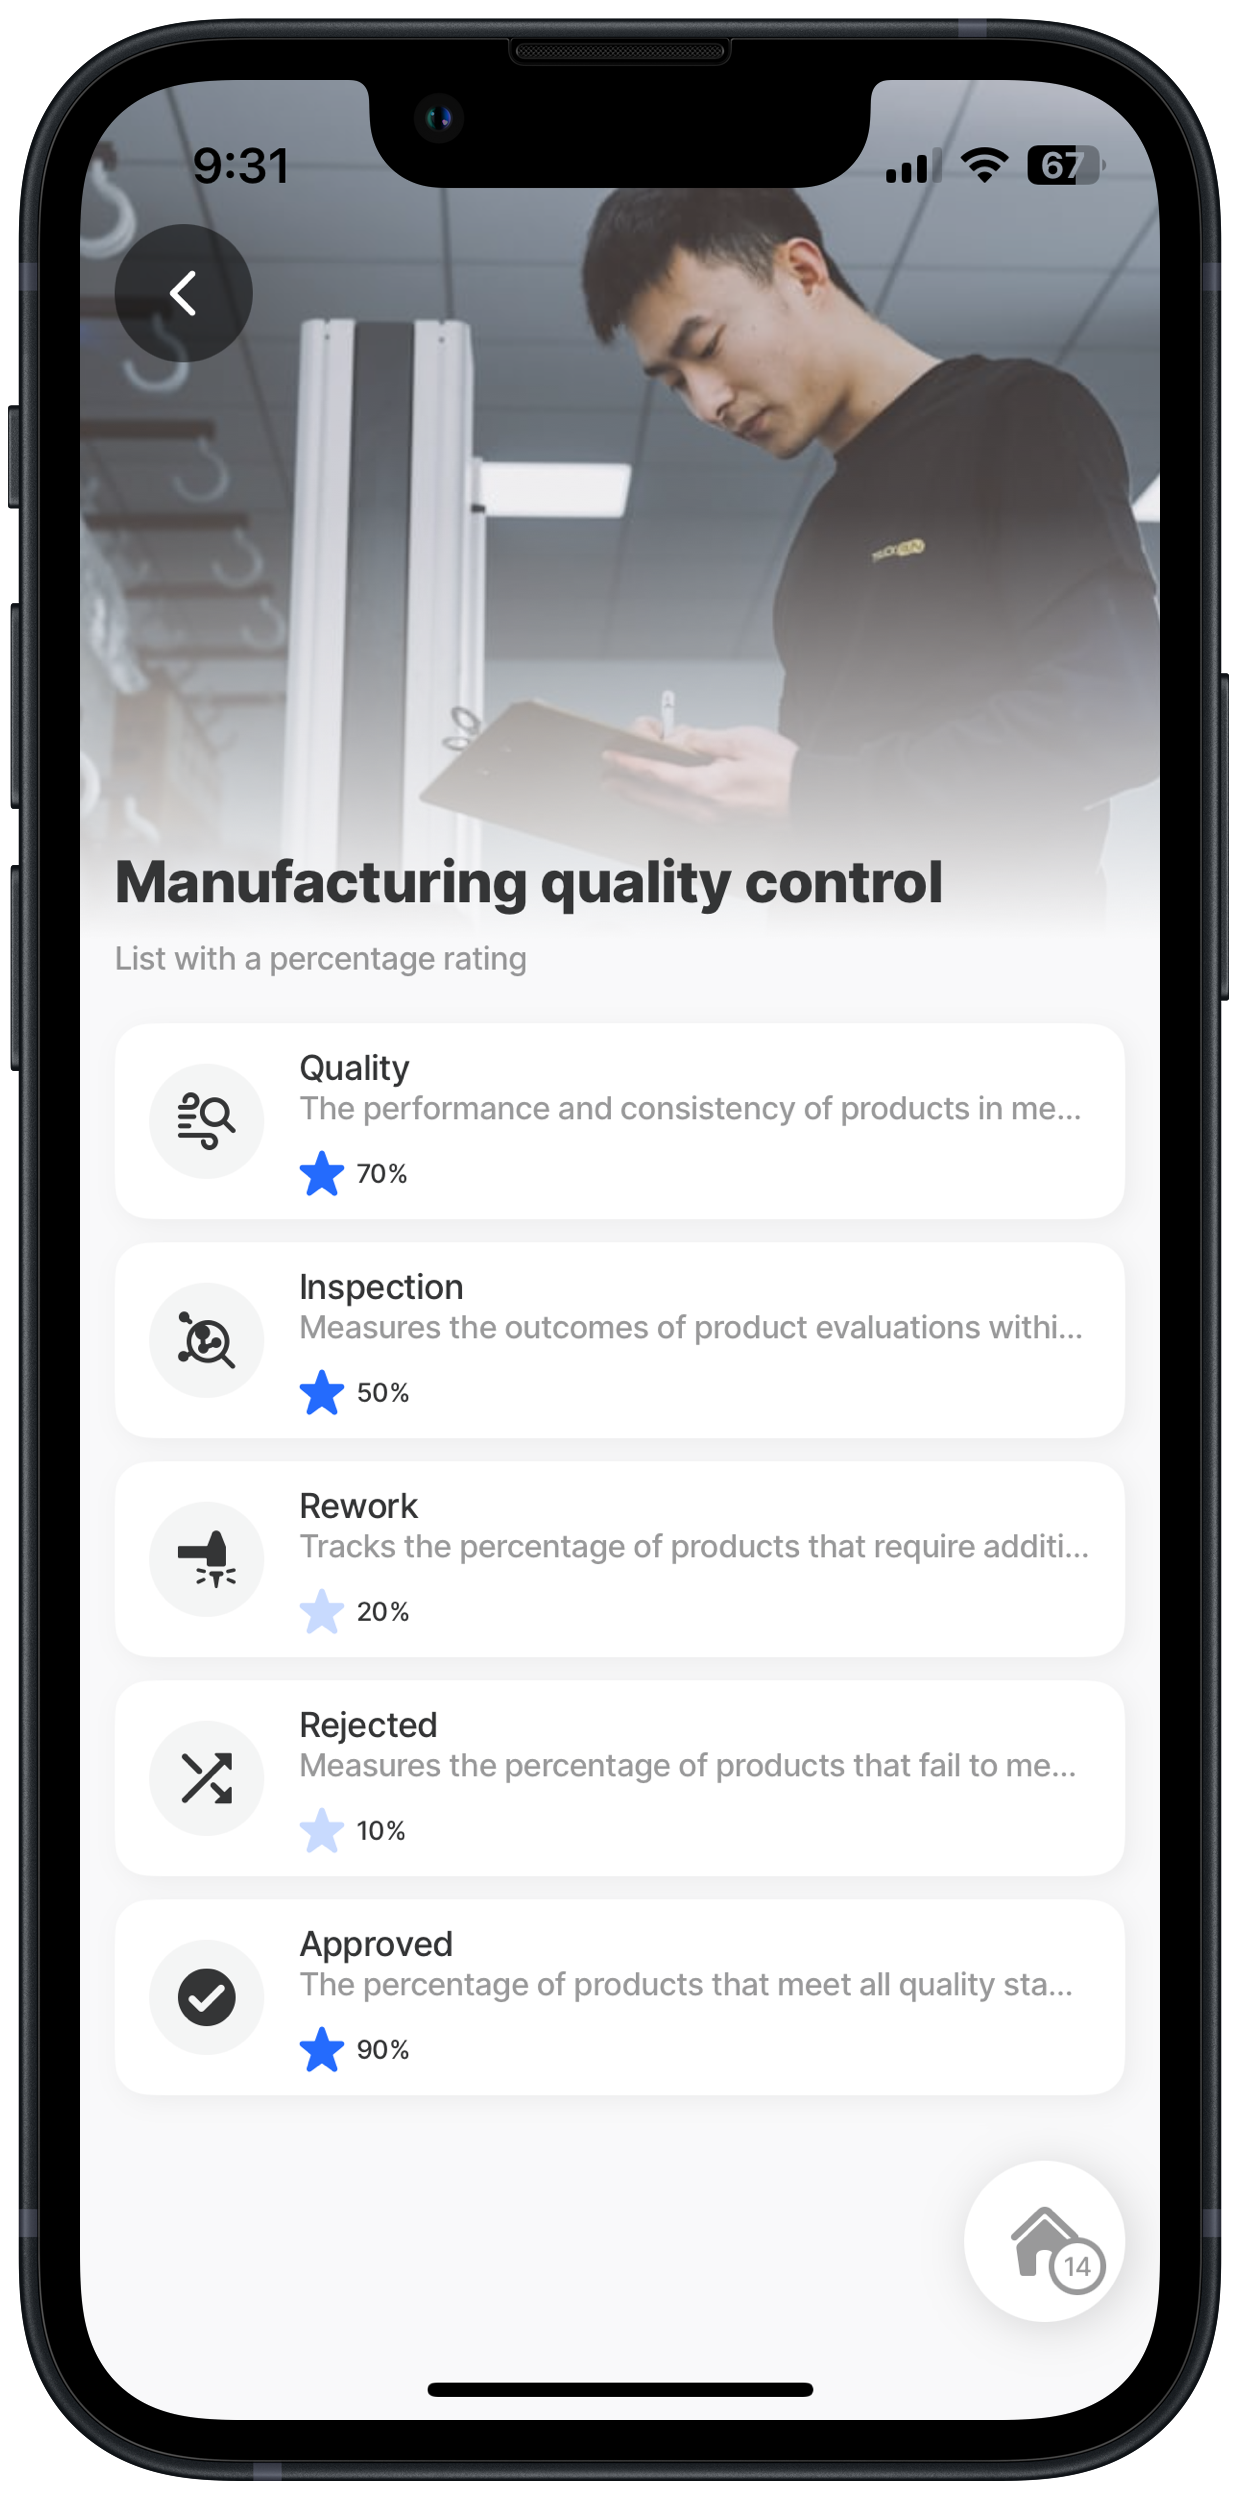 9:31
67
Manufacturing quality control
List with a percentage rating
Quality
The performance and consistency of products in me...
70%
Inspection
Measures the outcomes of product evaluations withi...
50%
Rework
Tracks the percentage of products that require additi...
20%
Rejected
Measures the percentage of products that fail to me...
10%
Approved
The percentage of products that meet all quality sta...
90%
14